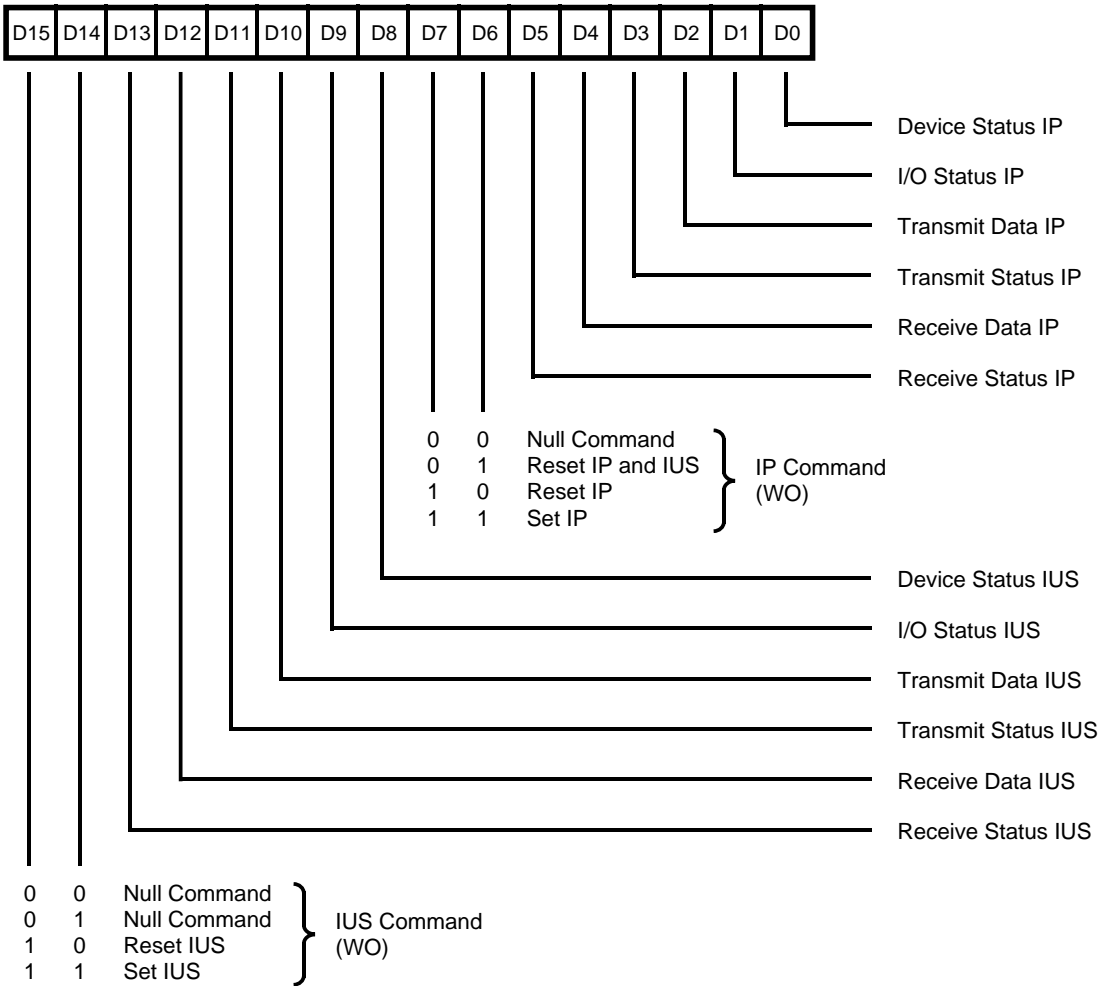 D15 D14 D13 D12 D11 D10 D9 D8 D7 D6 D5 D4 D3 D2 D1 D0
Device Status IP
I/O Status IP
Transmit Data IP
Transmit Status IP
Receive Data IP
Receive Status IP
0 0 Null Command
0 1 Reset IP and IUS
1 0 Reset IP
1 1 Set IP
IP Command
(WO)
Device Status IUS
I/O Status IUS
Transmit Data IUS
Transmit Status IUS
Receive Data IUS
Receive Status IUS
0 0 Null Command
0 1 Null Command
1 0 Reset IUS
1 1 Set IUS
IUS Command
(WO)